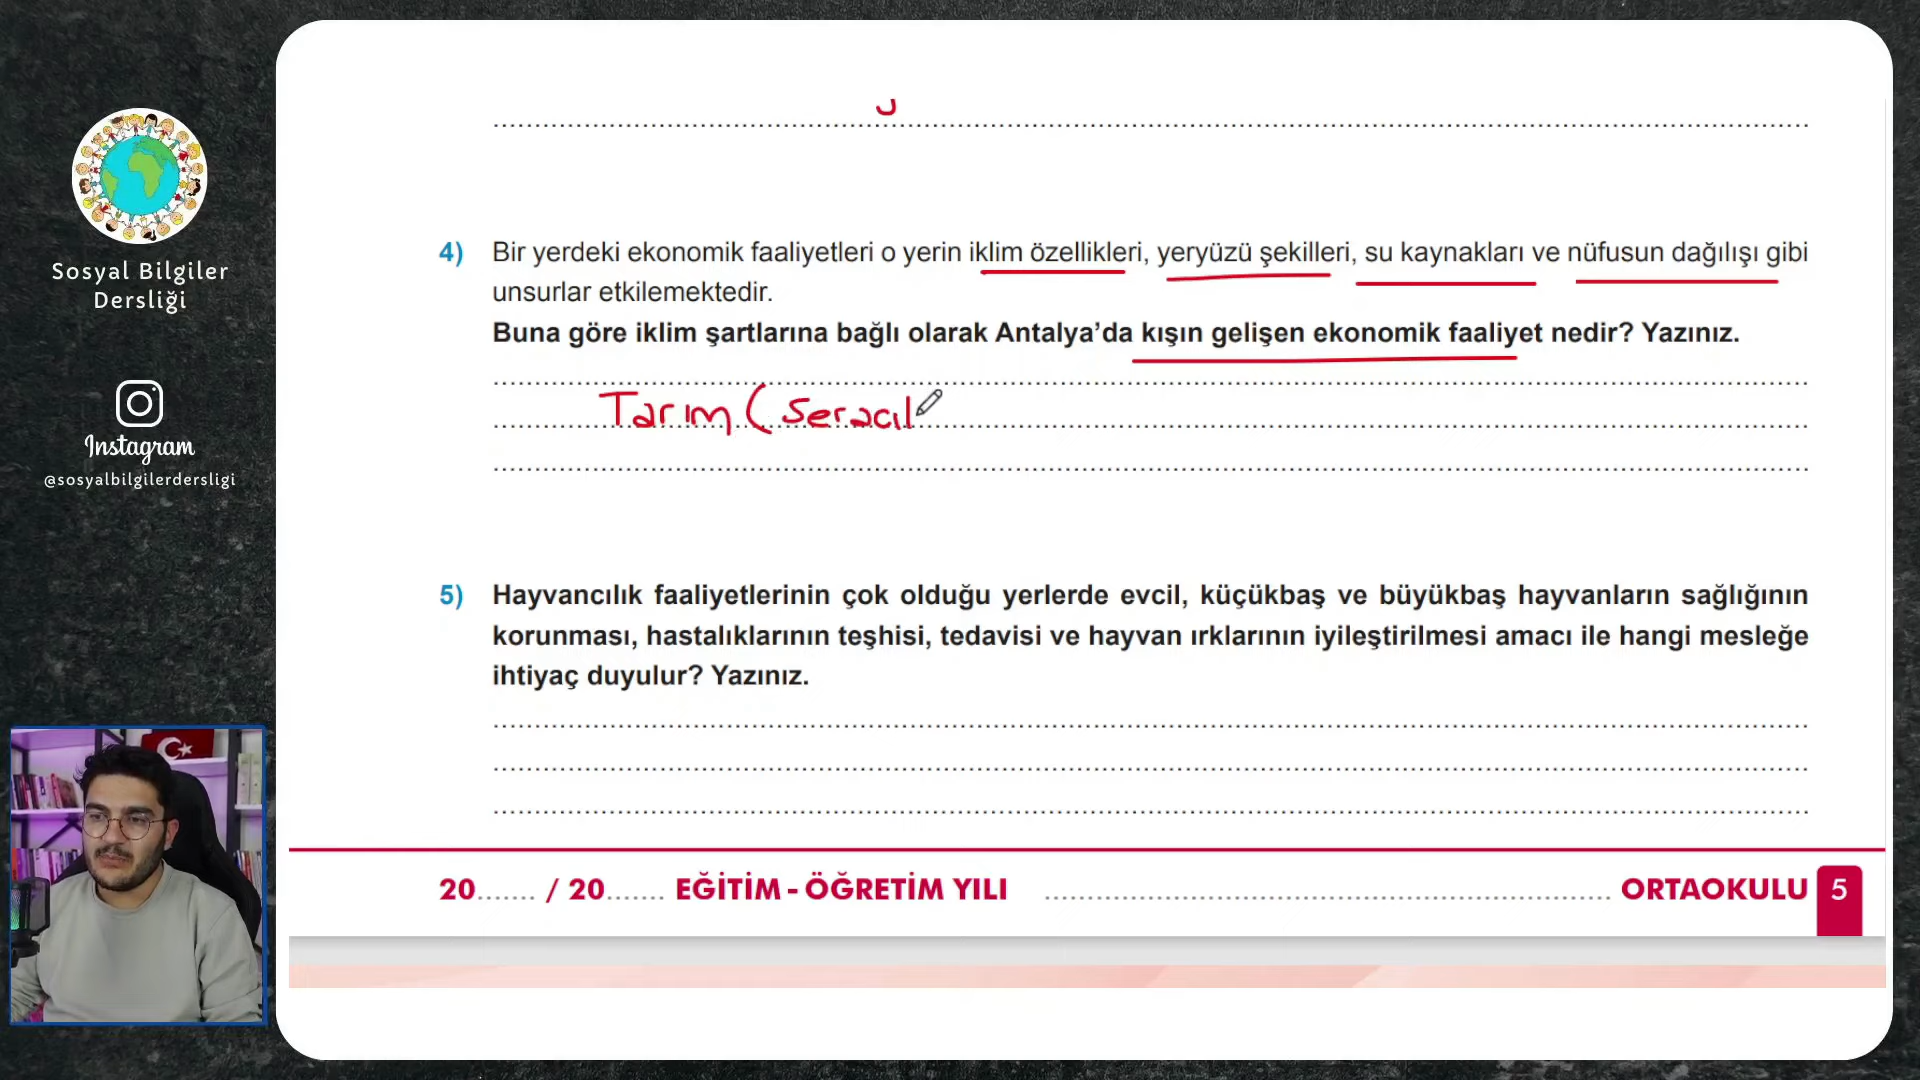 Sosyal Bilgiler
Dersliği
Instagram
@sosyalbilgilerdersligi
4) Bir yerdeki ekonomik faaliyetleri o yerin iklim özellikleri, yeryüzü şekilleri, su kaynakları ve nüfusun dağılışı gibi
unsurlar etkilemektedir.
Buna göre iklim şartlarına bağlı olarak Antalya’da kışın gelişen ekonomik faaliyet nedir? Yazınız.
Tarım (seracıl
5) Hayvancılık faaliyetlerinin çok olduğu yerlerde evcil, küçükbaş ve büyükbaş hayvanların sağlığının
korunması, hastalıklarının teşhisi, tedavisi ve hayvan ırklarının iyileştirilmesi amacı ile hangi mesleğe
ihtiyaç duyulur? Yazınız.
20....... / 20....... EĞİTİM - ÖĞRETİM YILI ........................................ ORTAOKULU 5